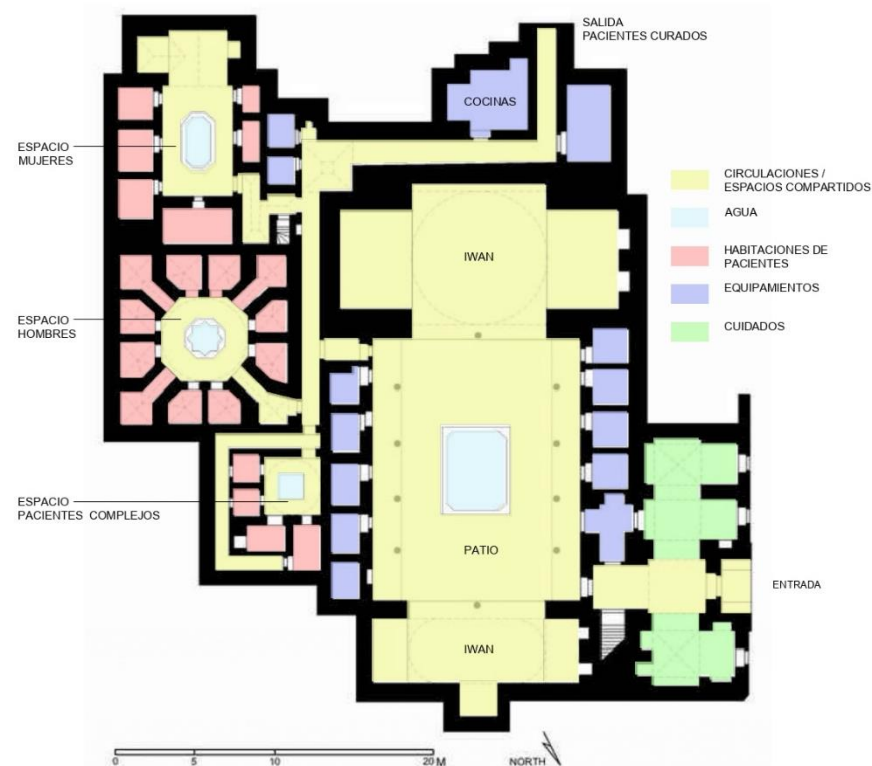 SALIDA
PACIENTES CURADOS
COCINAS
ESPACIO
MUJERES
CIRCULACIONES /
ESPACIOS COMPARTIDOS
AGUA
HABITACIONES DE
PACIENTES
EQUIPAMIENTOS
CUIDADOS
IWAN
ESPACIO
HOMBRES
ESPACIO
PACIENTES COMPLEJOS
PATIO
ENTRADA
IWAN
0 5 10 20 M
NORTH